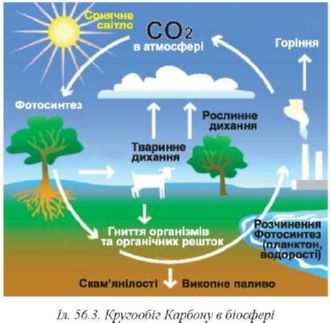 Сонячне
світло
CO2
в атмосфері
Горіння
Фотосинтез
Рослинне
дихання
Тваринне
дихання
Гниття організмів
та органічних решток
Розчинення
Фотосинтез
(планктон,
водорості)
Скам'янілості
Викопне паливо
Іл. 56.3. Кругообіг Карбону в біосфері